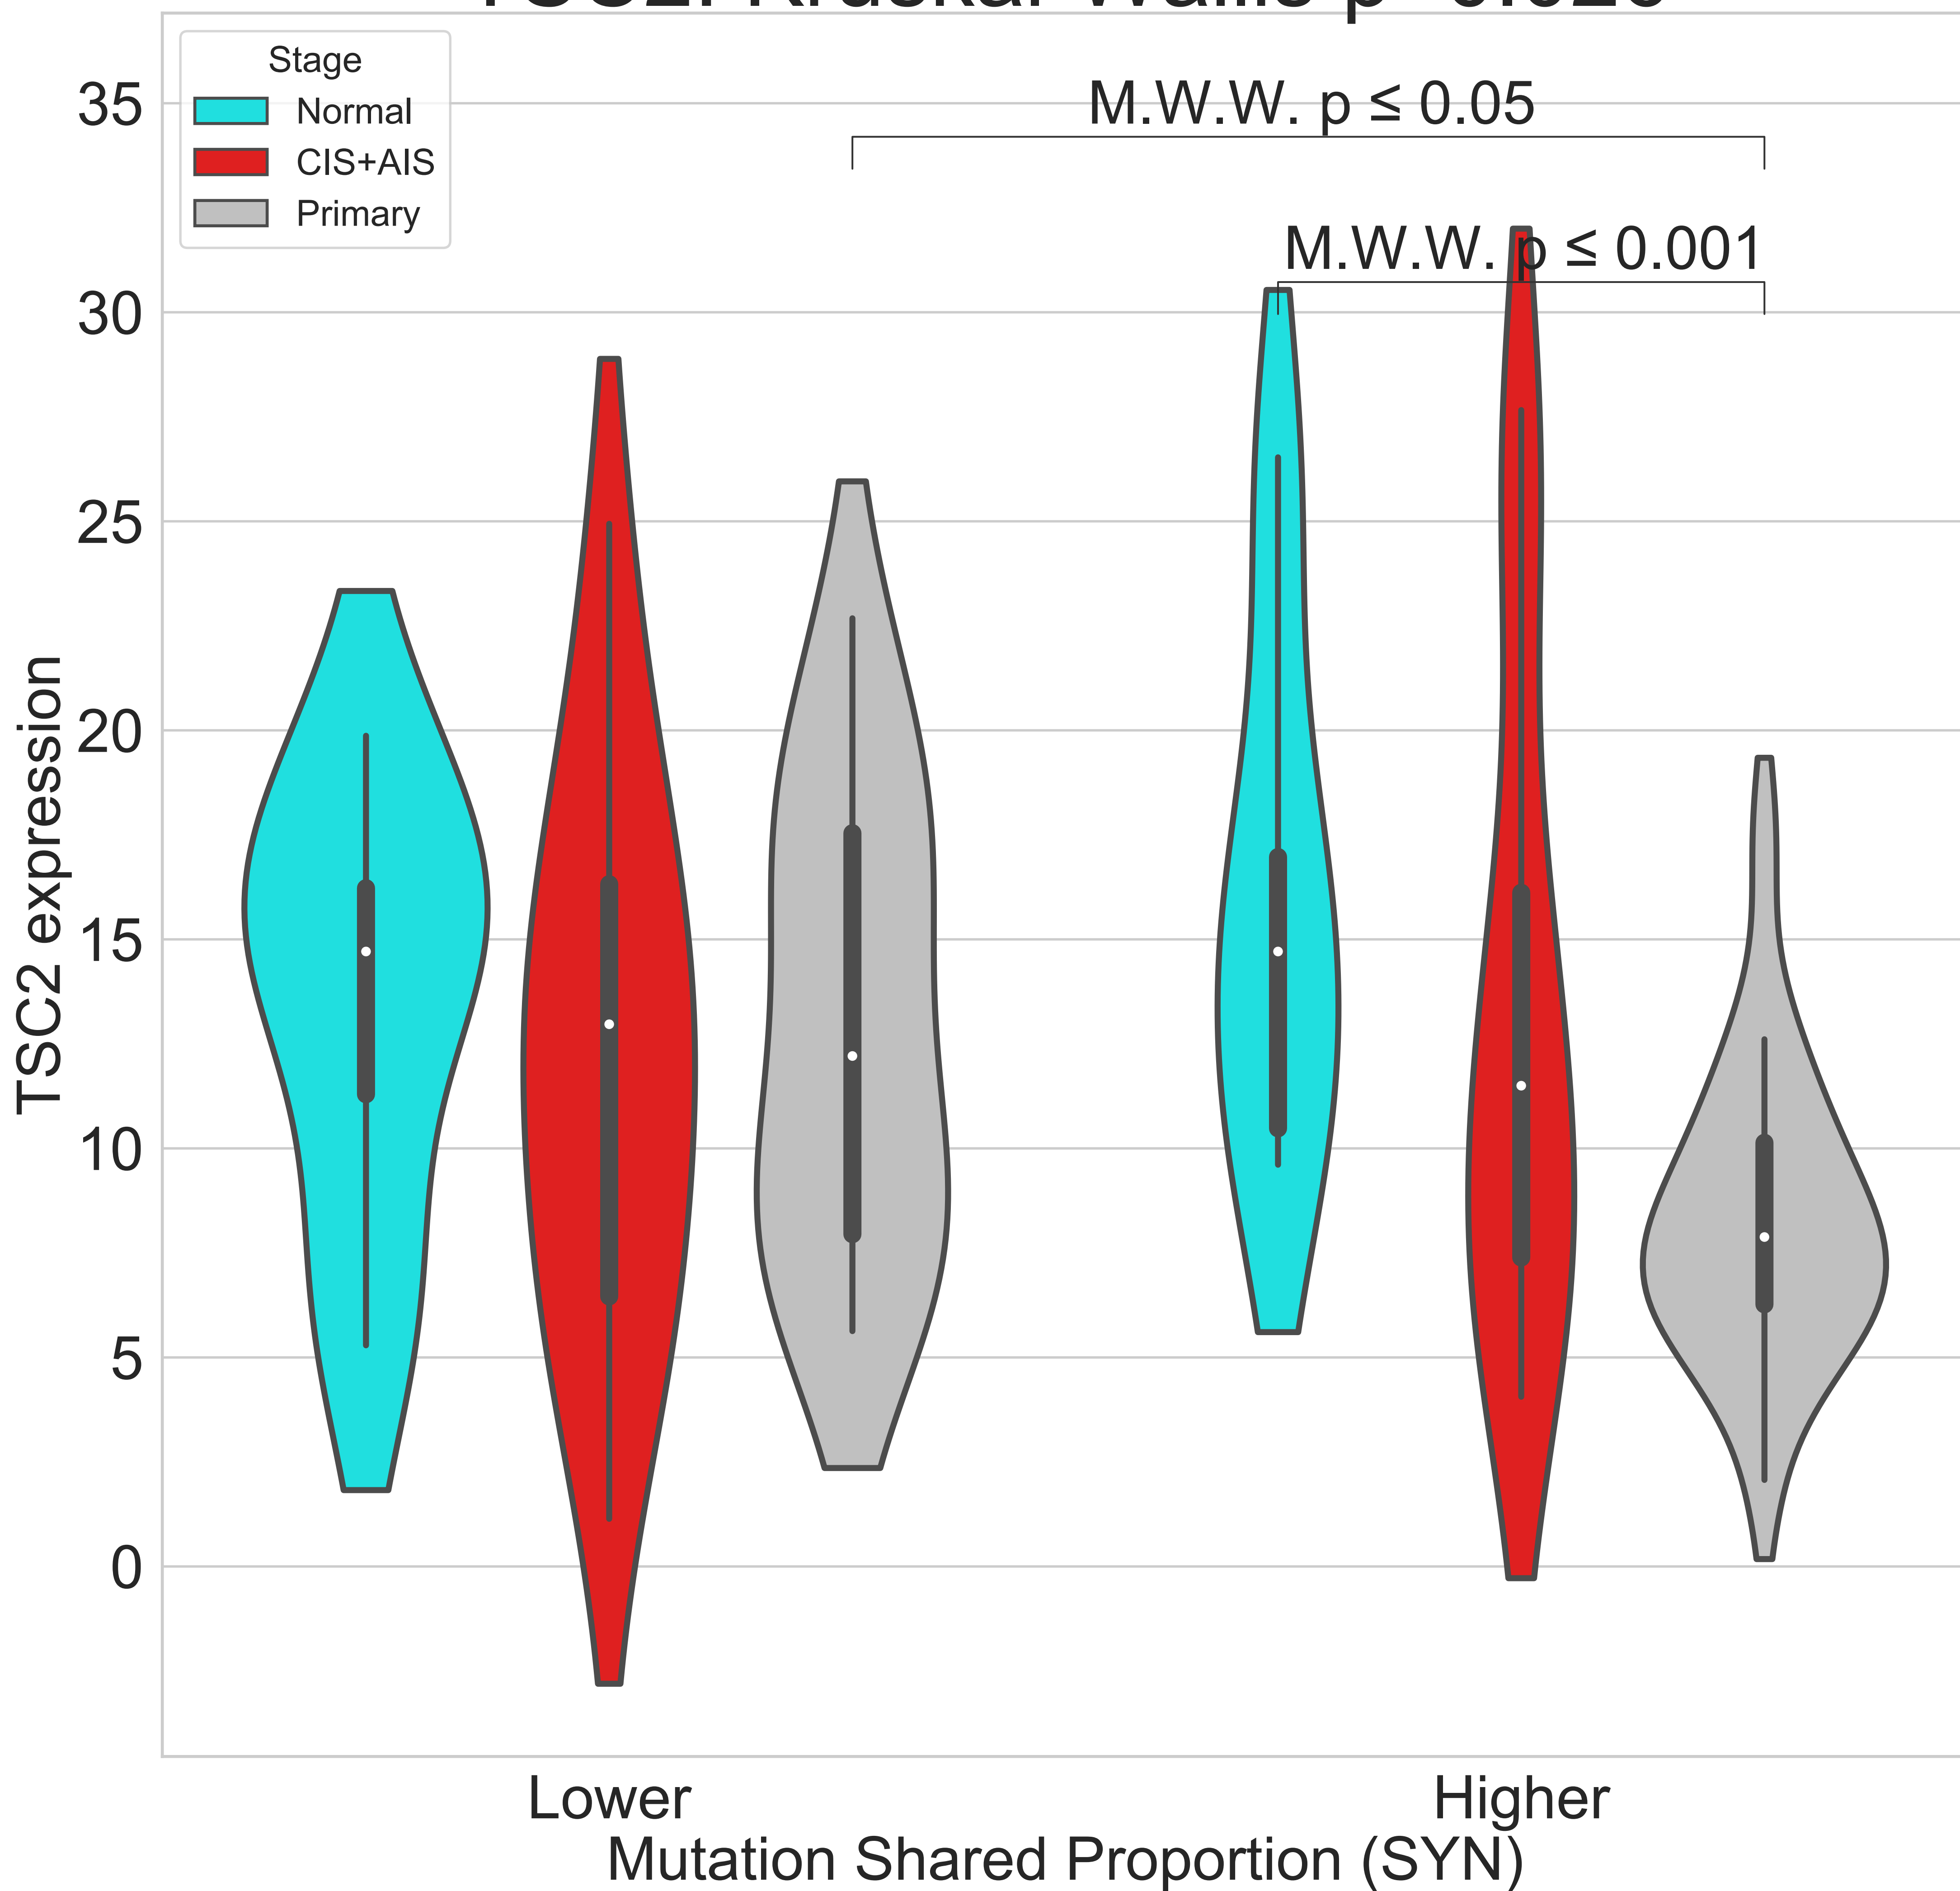 35
30
25
20
15
10
5
0
TSC2 expression
Stage
Normal
CIS+AIS
Primary
M.W.W. p ≤ 0.05
M.W.W. p ≤ 0.001
Lower
Higher
Mutation Shared Proportion (SYN)